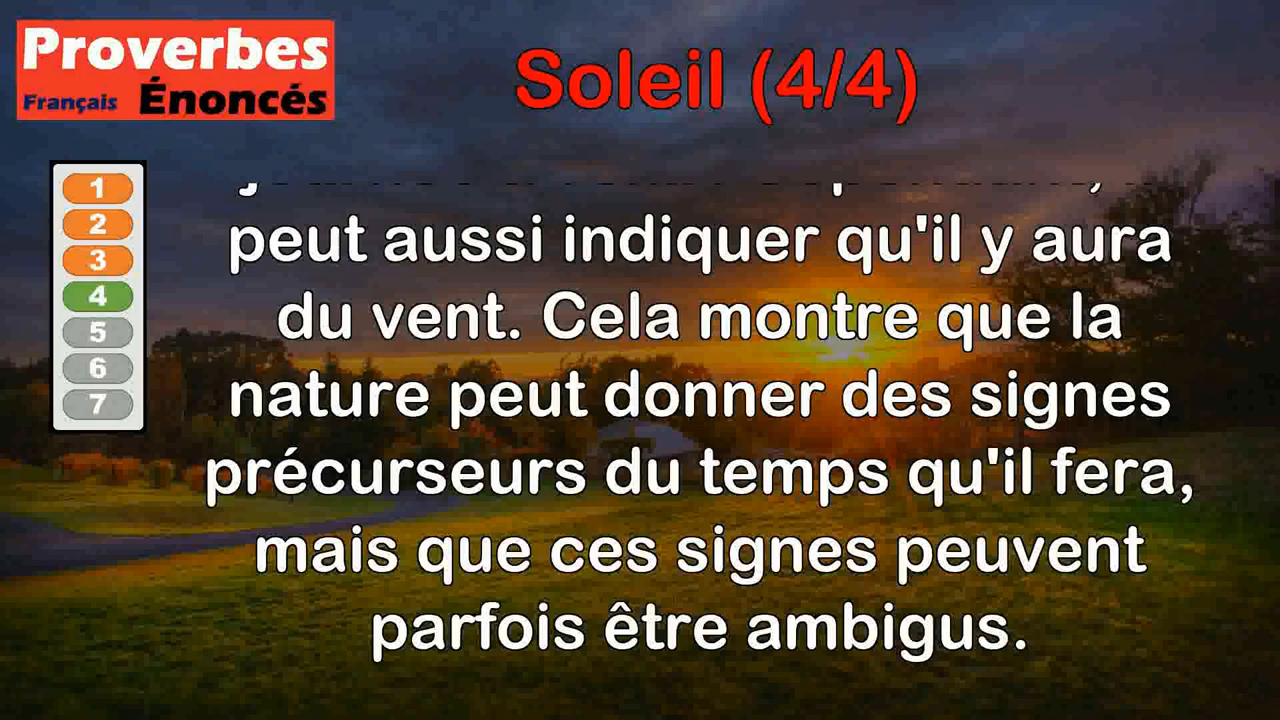 Proverbes
Français Énoncés
Soleil (4/4)
1
2
3
4
5
6
7
peut aussi indiquer qu'il y aura
du vent. Cela montre que la
nature peut donner des signes
précurseurs du temps qu'il fera,
mais que ces signes peuvent
parfois être ambigus.